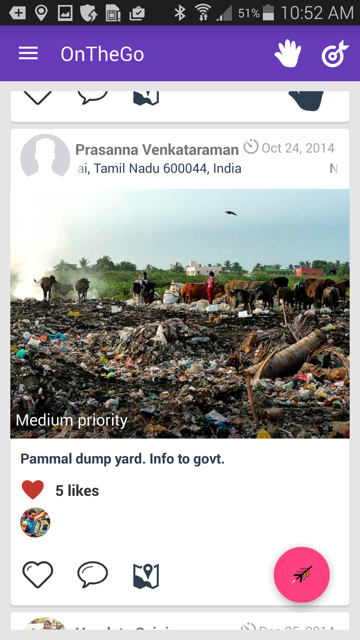 51% 10:52 AM
OnTheGo
Prasanna Venkataraman Oct 24, 2014
ai, Tamil Nadu 600044, India N
Medium priority
Pammal dump yard. Info to govt.
5 likes